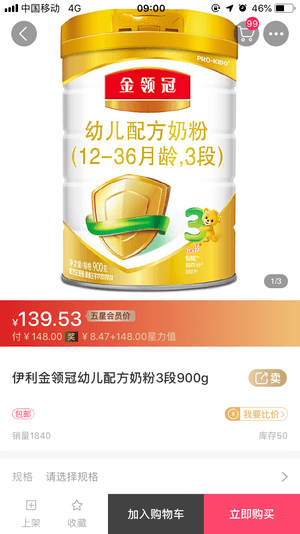 中国移动 4G 09:00 46%
99
PRO-KIDO
金领冠
幼儿配方奶粉
(12-36月龄,3段)
3
900克
1/3
¥139.53 五星会员价
付¥148.00 奖 ¥8.47+148.00星力值
伊利金领冠幼儿配方奶粉3段900g
卖
包邮
我要比价>
销量1840
库存50
规格 请选择规格
上架
收藏
加入购物车
立即购买